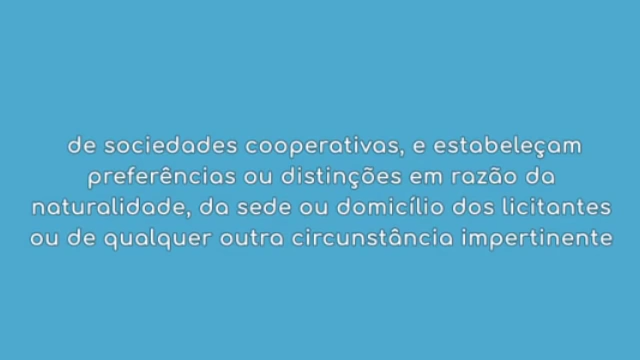 de sociedades cooperativas, e estabeleçam
preferências ou distinções em razão da
naturalidade, da sede ou domicílio dos licitantes
ou de qualquer outra circunstância impertinente